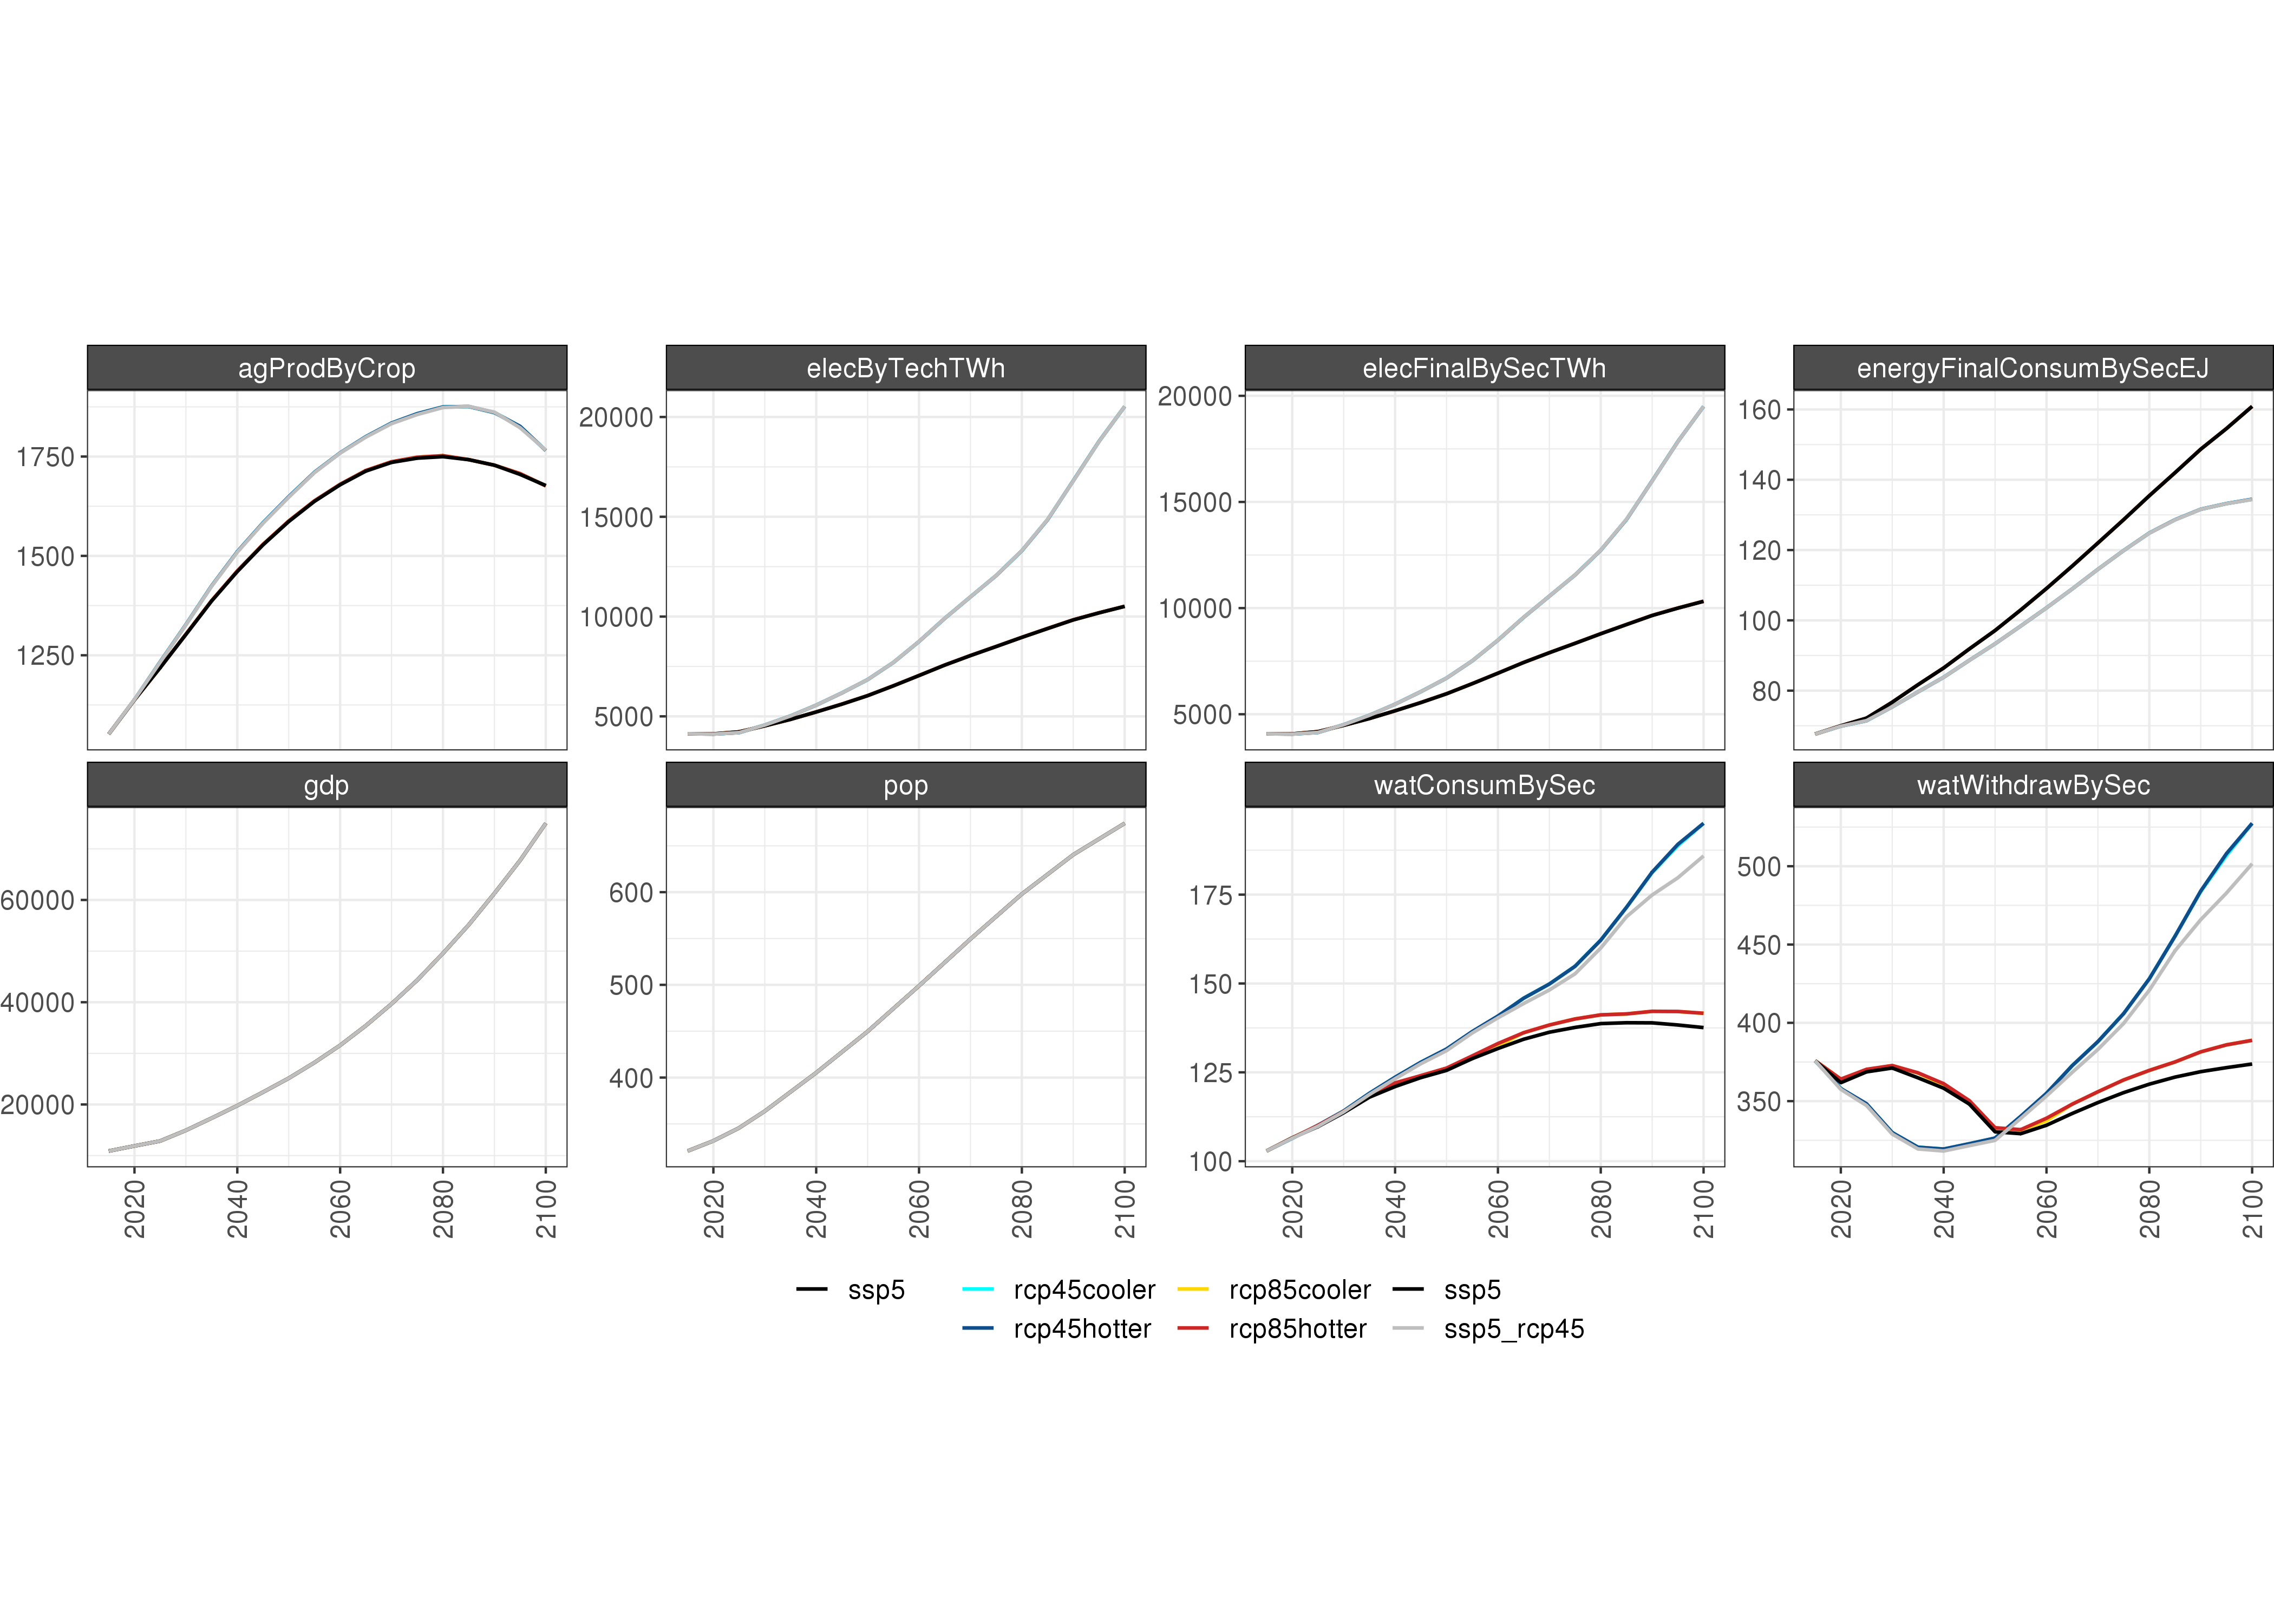 agProdByCrop
elecByTechTWh
elecFinalBySecTWh
energyFinalConsumBySecEJ
1750
1500
1250
20000
15000
10000
5000
20000
15000
10000
5000
160
140
120
100
80
gdp
pop
watConsumBySec
watWithdrawBySec
60000
40000
20000
600
500
400
175
150
125
100
500
450
400
350
2020 2040 2060 2080 2100
2020 2040 2060 2080 2100
2020 2040 2060 2080 2100
2020 2040 2060 2080 2100
ssp5 rcp45cooler rcp85cooler ssp5
rcp45hotter rcp85hotter ssp5_rcp45